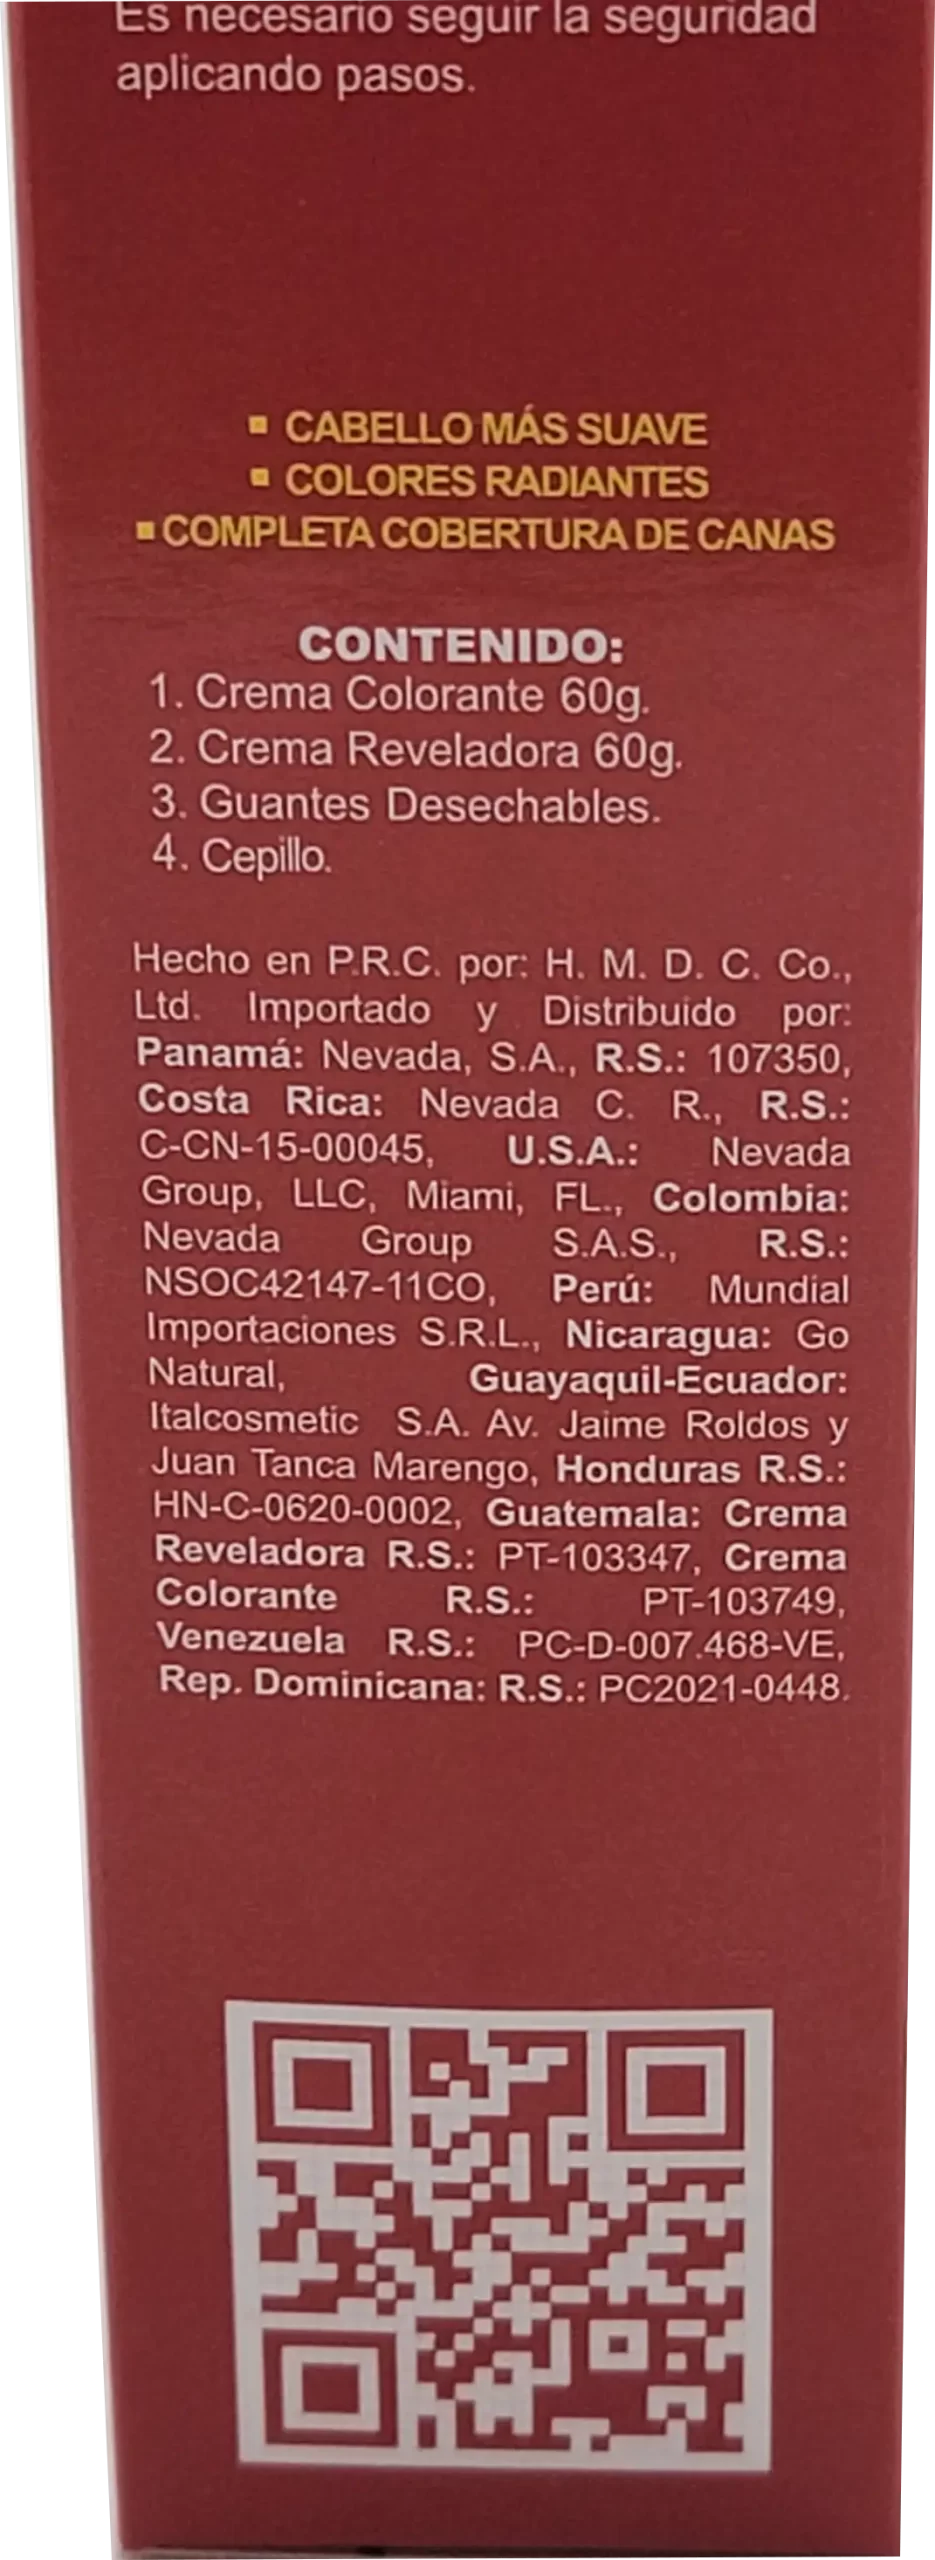 Es necesario seguir la seguridad
aplicando pasos.
▪ CABELLO MÁS SUAVE
▪ COLORES RADIANTES
▪ COMPLETA COBERTURA DE CANAS
CONTENIDO:
1. Crema Colorante 60g.
2. Crema Reveladora 60g.
3. Guantes Desechables.
4. Cepillo.
Hecho en P.R.C. por: H. M. D. C. Co.,
Ltd. Importado y Distribuido por:
Panamá: Nevada, S.A., R.S.: 107350,
Costa Rica: Nevada C. R., R.S.:
C-CN-15-00045, U.S.A.: Nevada
Group, LLC, Miami, FL., Colombia:
Nevada Group S.A.S., R.S.:
NSOC42147-11CO, Perú: Mundial
Importaciones S.R.L., Nicaragua: Go
Natural, Guayaquil-Ecuador:
Italcosmetic S.A. Av. Jaime Roldos y
Juan Tanca Marengo, Honduras R.S.:
HN-C-0620-0002, Guatemala: Crema
Reveladora R.S.: PT-103347, Crema
Colorante R.S.: PT-103749,
Venezuela R.S.: PC-D-007.468-VE,
Rep. Dominicana: R.S.: PC2021-0448.